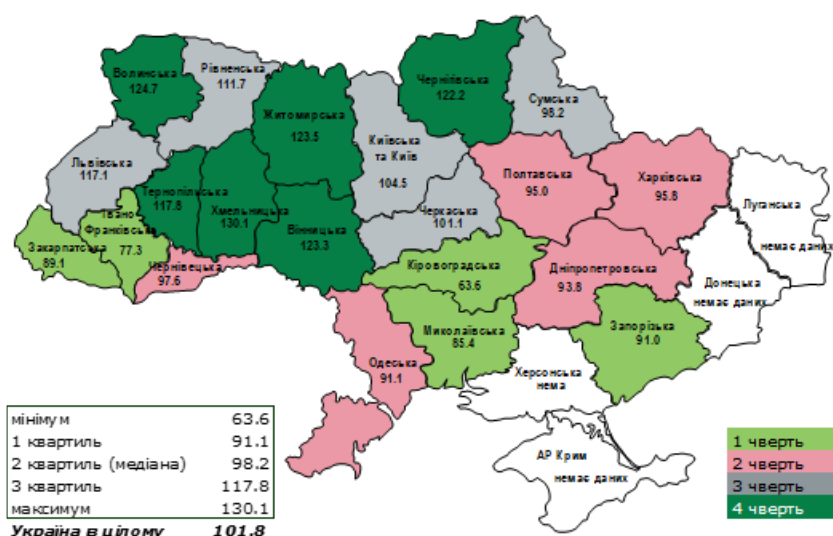 Волинська
124.7
Рівненська
111.7
Житомирська
123.5
Київська
та Київ
104.5
Чернігівська
122.2
Сумська
98.2
Львівська
117.1
Тернопільська
117.8
Хмельницька
130.1
Вінницька
123.3
Черкаська
101.1
Полтавська
95.0
Харківська
95.8
Луганська
немає даних
Закарпатська
89.1
Івано
Франківська
77.3
Чернівецька
97.6
Кіровоградська
63.6
Дніпропетровська
93.8
Донецька
немає даних
Одеська
91.1
Миколаївська
85.4
Запорізька
91.0
Херсонська
нема
АР Крим
немає даних
мінімум 63.6
1 квартиль 91.1
2 квартиль (медіана) 98.2
3 квартиль 117.8
максимум 130.1
Україна в цілому 101.8
1 чверть
2 чверть
3 чверть
4 чверть